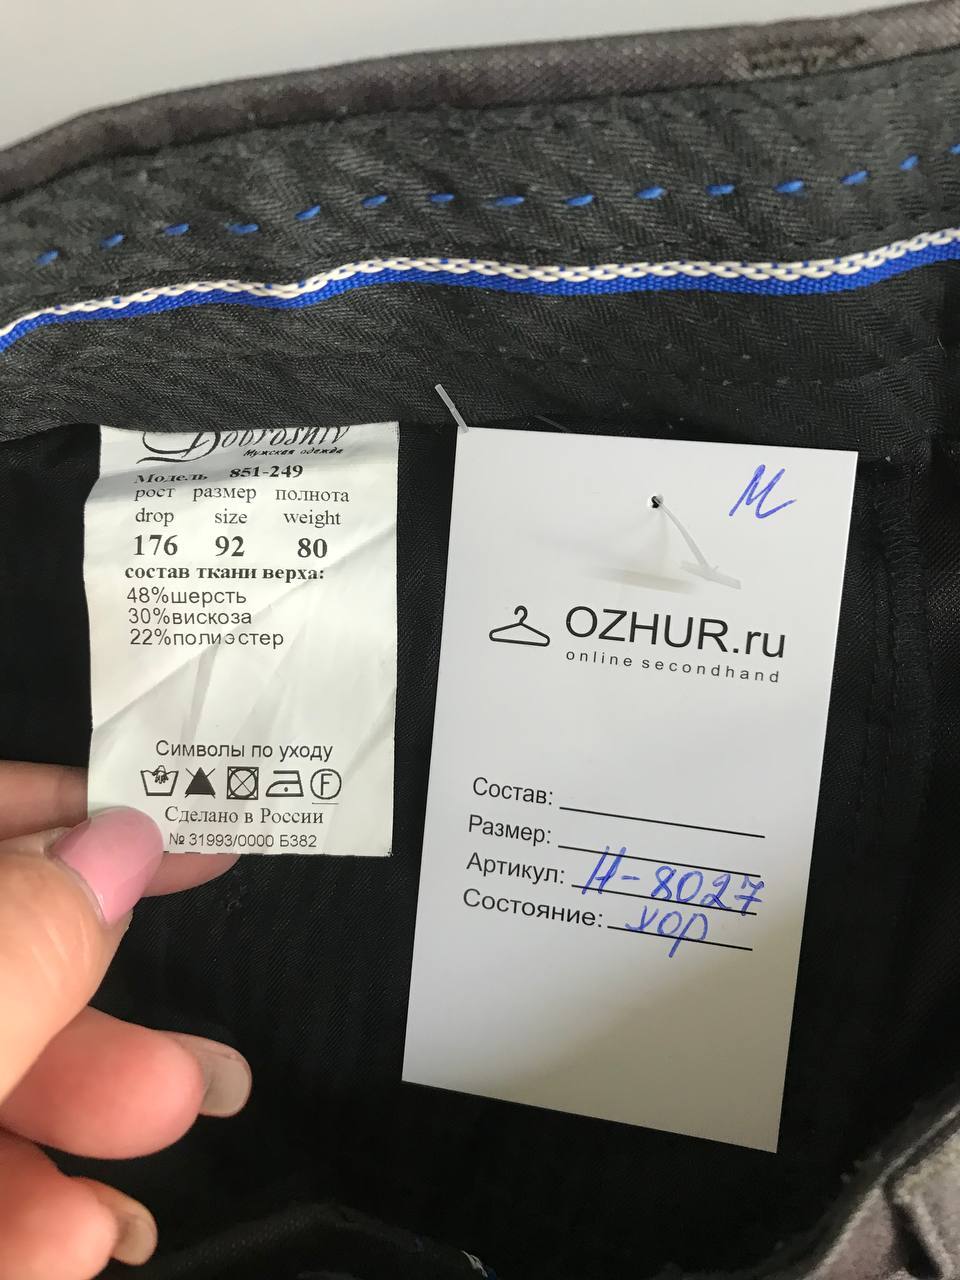 Dobroshiv
Мужская одежда
Модель 851-249
рост размер полнота
drop size weight
176 92 80
состав ткани верха:
48%шерсть
30%вискоза
22%полиэстер
Символы по уходу
F
Сделано в России
№ 31993/0000 Б382
М
OZHUR.ru
online secondhand
Состав:
Размер:
Артикул: Н-8027
Состояние: хор